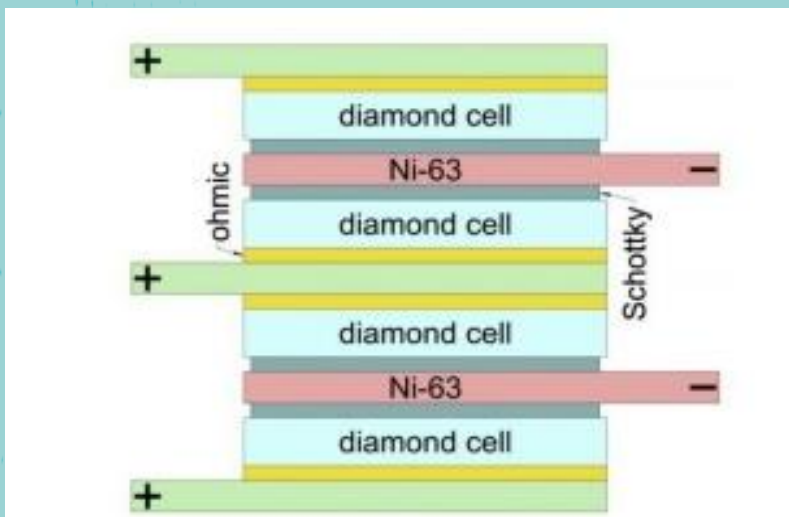 +
diamond cell
Ni-63 −
ohmic
diamond cell
Schottky
+
diamond cell
Ni-63 −
diamond cell
+